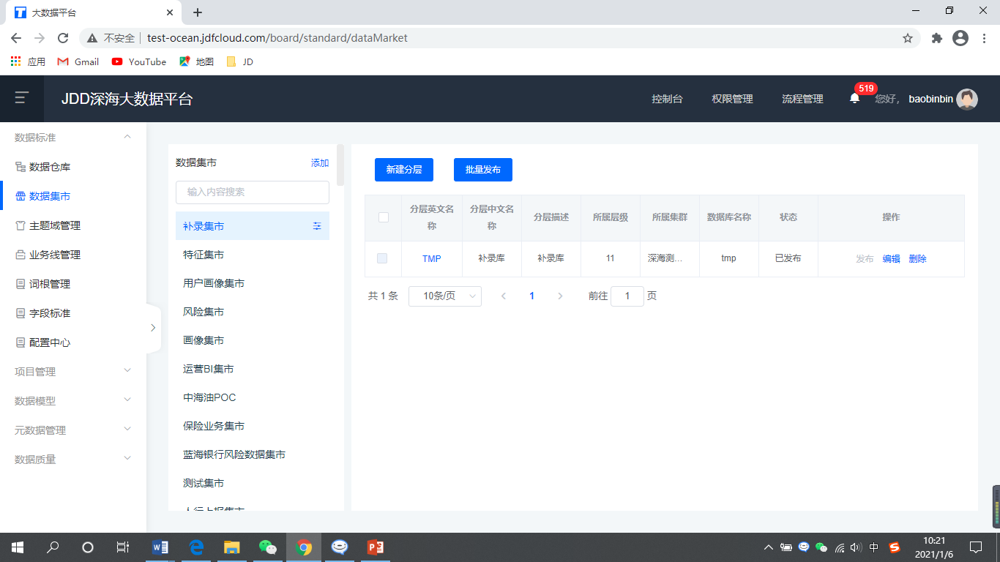 大数据平台
不安全
test-ocean.jdfcloud.com/board/standard/dataMarket
应用
Gmail
YouTube
地图
JD
JDD深海大数据平台
控制台
权限管理
流程管理
519
您好,
baobinbin
数据标准
数据仓库
数据集市
主题域管理
业务线管理
词根管理
字段标准
配置中心
项目管理
数据模型
元数据管理
数据质量
数据集市
添加
输入内容搜索
补录集市
特征集市
用户画像集市
风险集市
画像集市
运营BI集市
中海油POC
保险业务集市
蓝海银行风险数据集市
测试集市
人行上报集市
新建分层
批量发布
分层英文名称
分层中文名称
分层描述
所属层级
所属集群
数据库名称
状态
操作
TMP
补录库
补录库
11
深海测...
tmp
已发布
发布 编辑 删除
共 1 条
10条/页
1
前往 1 页
中
10:21
2021/1/6